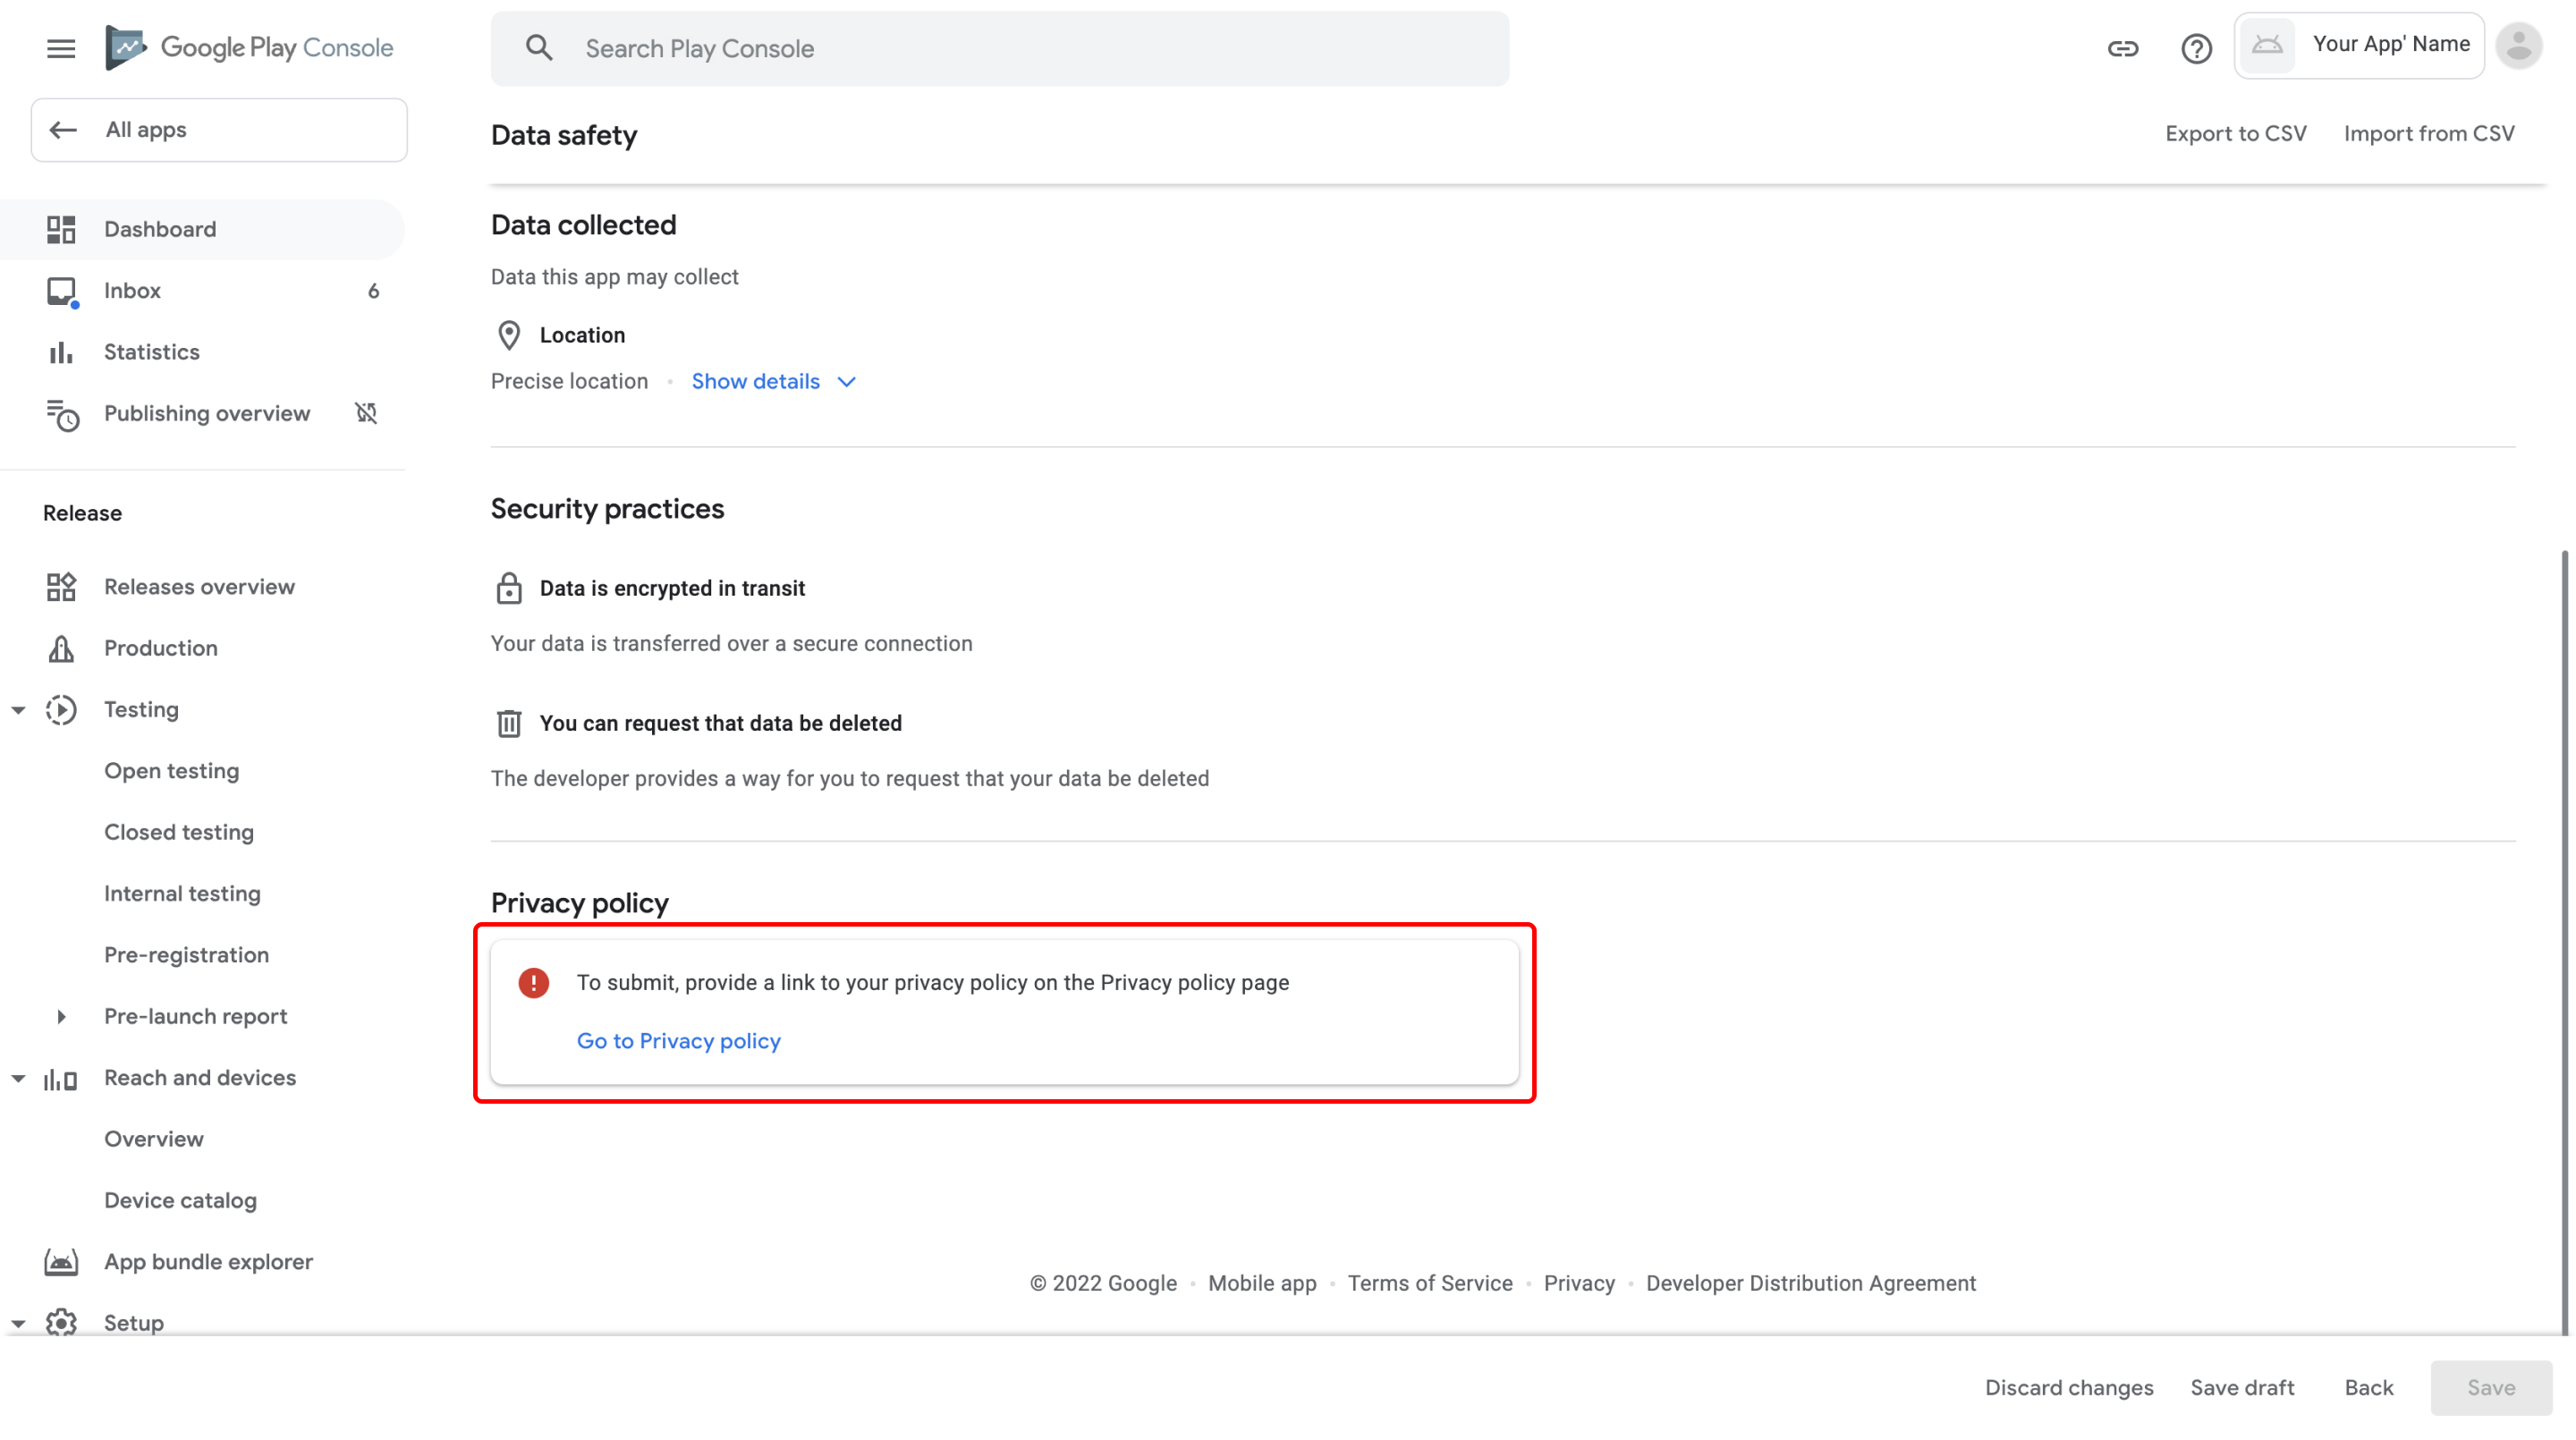 Google Play Console
Search Play Console
Your App' Name
All apps
Data safety
Export to CSV
Import from CSV
Dashboard
Inbox
6
Statistics
Publishing overview
Release
Releases overview
Production
Testing
Open testing
Closed testing
Internal testing
Pre-registration
Pre-launch report
Reach and devices
Overview
Device catalog
App bundle explorer
Setup
Data collected
Data this app may collect
Location
Precise location • Show details
Security practices
Data is encrypted in transit
Your data is transferred over a secure connection
You can request that data be deleted
The developer provides a way for you to request that your data be deleted
Privacy policy
To submit, provide a link to your privacy policy on the Privacy policy page
Go to Privacy policy
© 2022 Google • Mobile app • Terms of Service • Privacy • Developer Distribution Agreement
Discard changes
Save draft
Back
Save